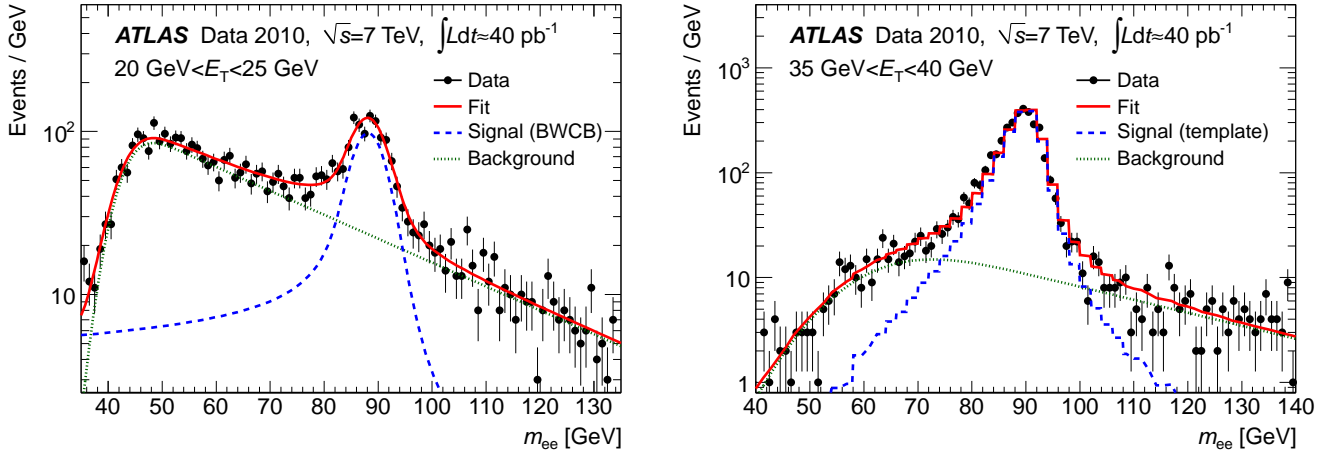 Events / GeV
ATLAS Data 2010, √s=7 TeV, ∫Ldt≈40 pb⁻¹
20 GeV<E_T<25 GeV
Data
Fit
Signal (BWCB)
Background
10²
10
40 50 60 70 80 90 100 110 120 130
m_ee [GeV]
Events / GeV
ATLAS Data 2010, √s=7 TeV, ∫Ldt≈40 pb⁻¹
35 GeV<E_T<40 GeV
Data
Fit
Signal (template)
Background
10³
10²
10
1
40 50 60 70 80 90 100 110 120 130 140
m_ee [GeV]